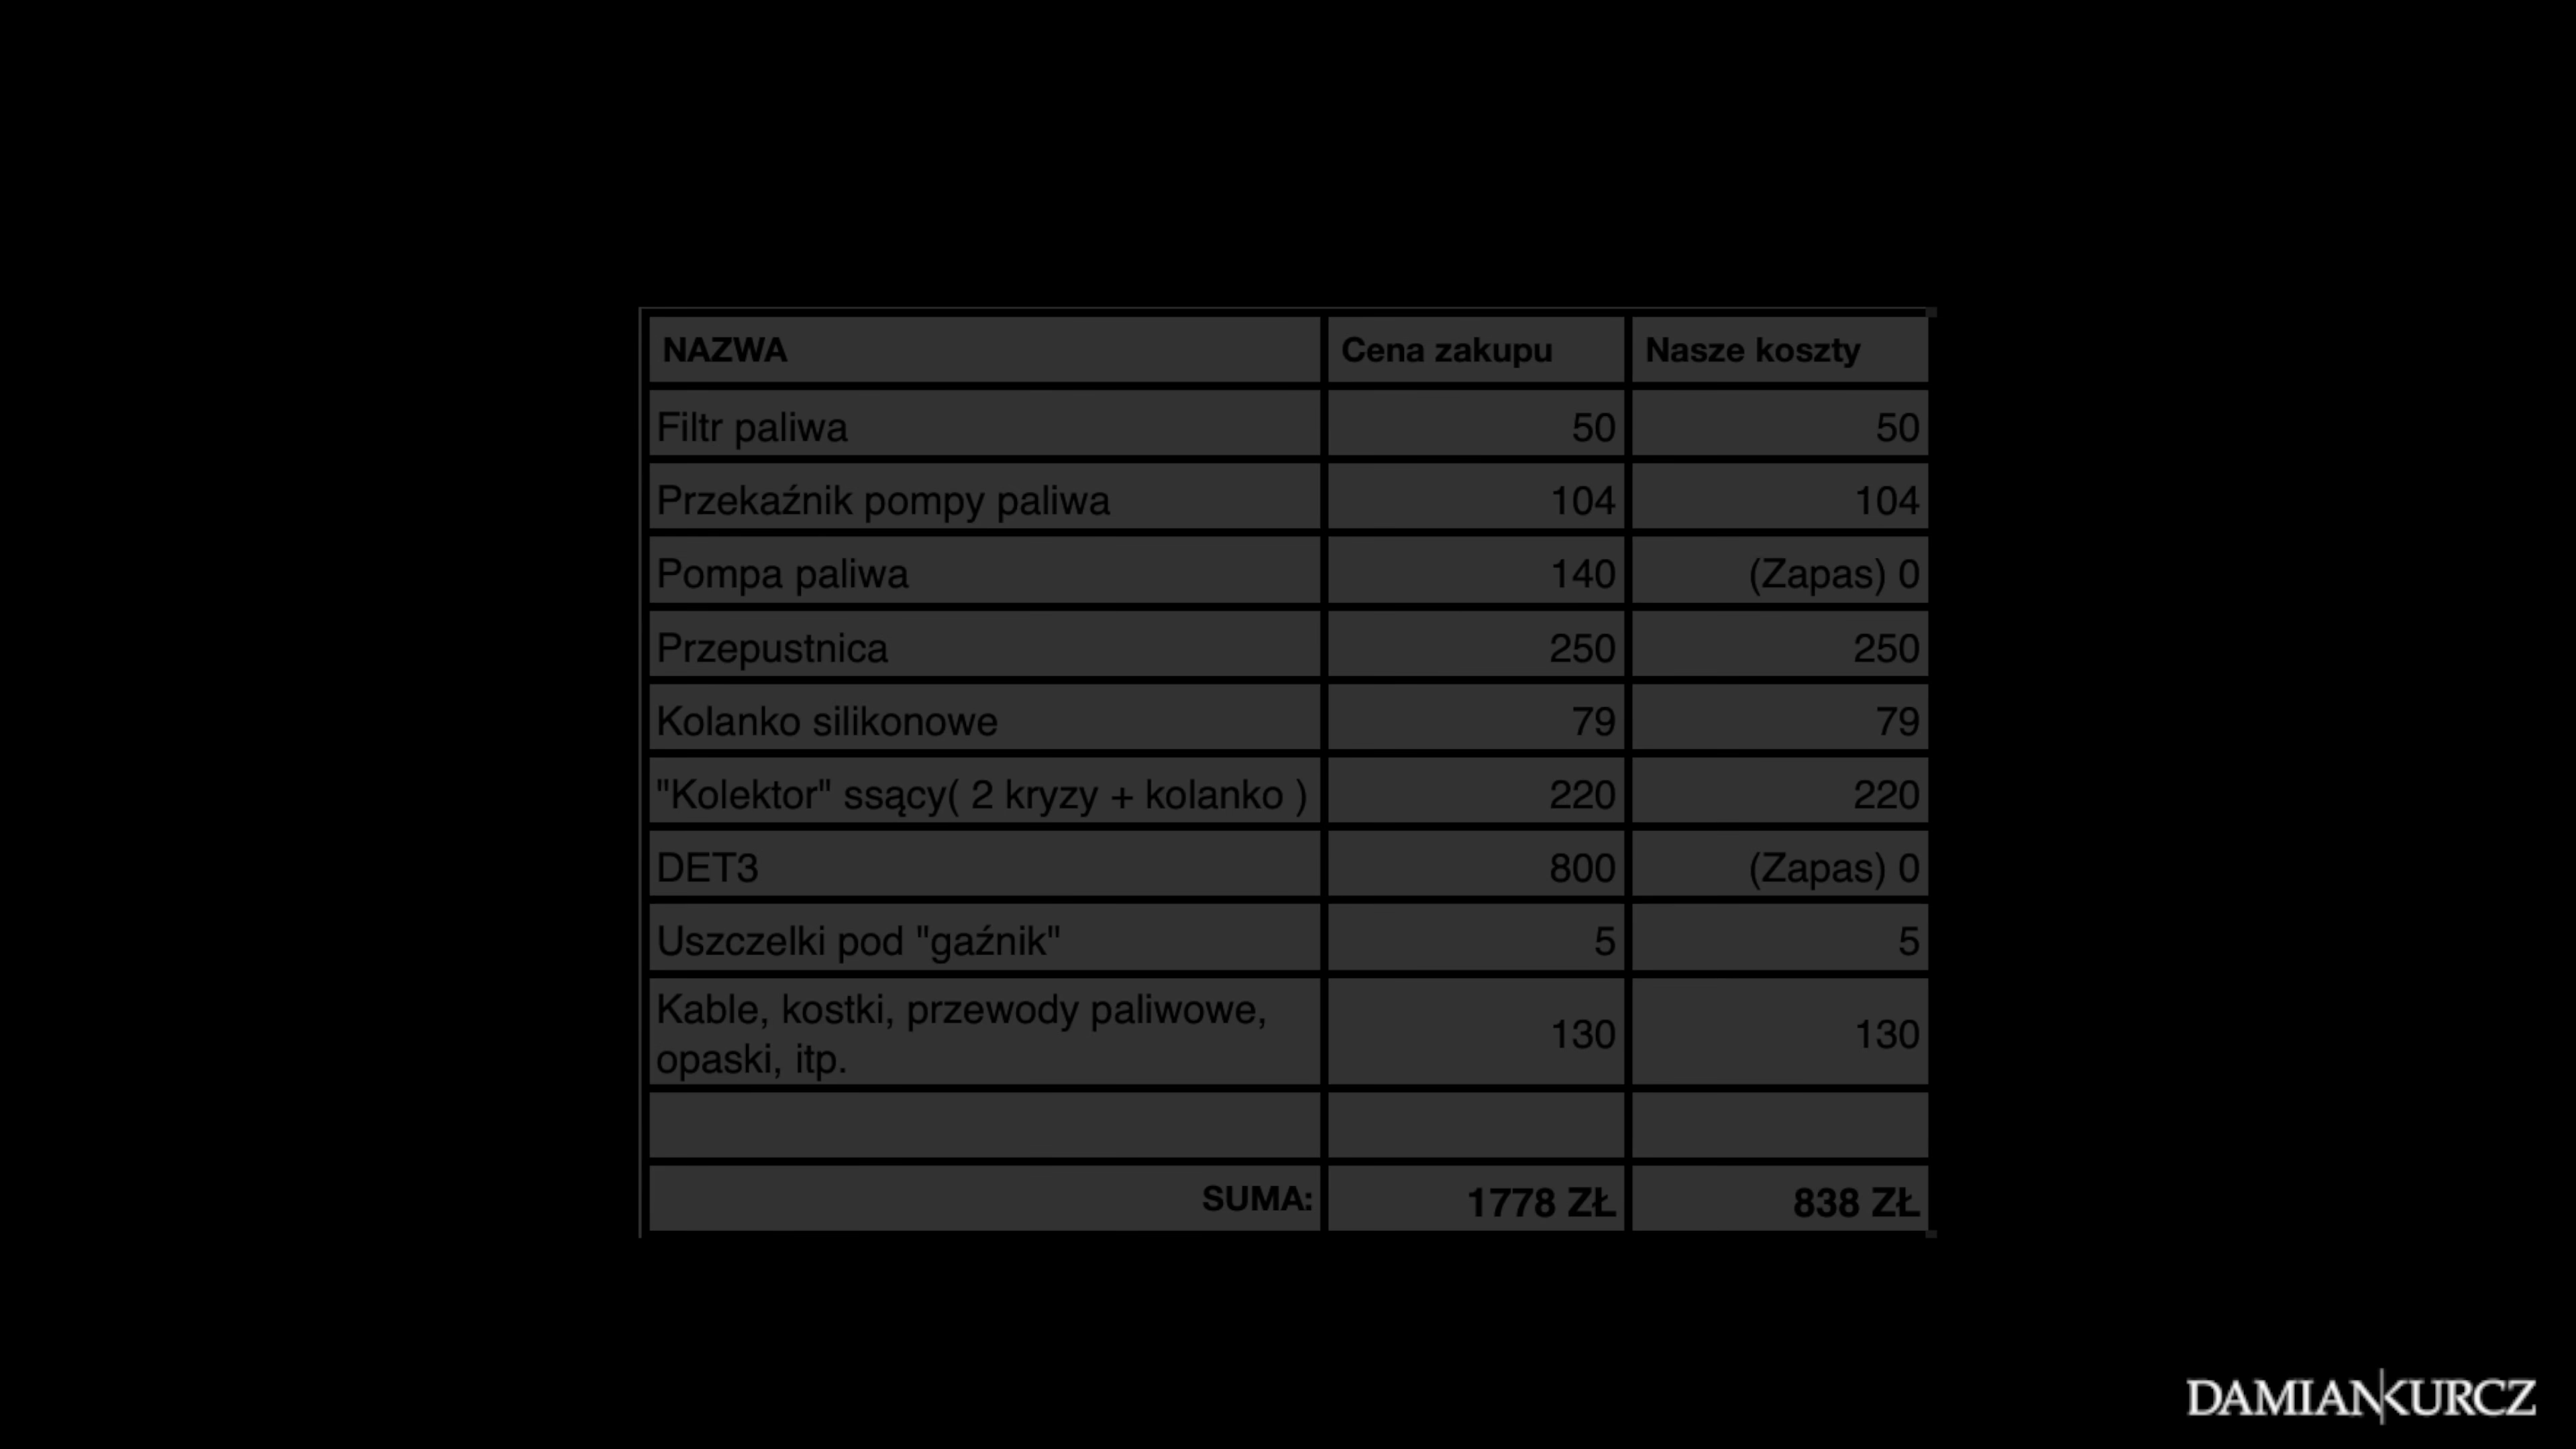 NAZWA Cena zakupu Nasze koszty
Filtr paliwa 50 50
Przekaźnik pompy paliwa 104 104
Pompa paliwa 140 (Zapas) 0
Przepustnica 250 250
Kolanko silikonowe 79 79
"Kolektor" ssący( 2 kryzy + kolanko ) 220 220
DET3 800 (Zapas) 0
Uszczelki pod "gaźnik" 5 5
Kable, kostki, przewody paliwowe,
opaski, itp. 130 130
SUMA: 1778 ZŁ 838 ZŁ
DAMIANKURCZ